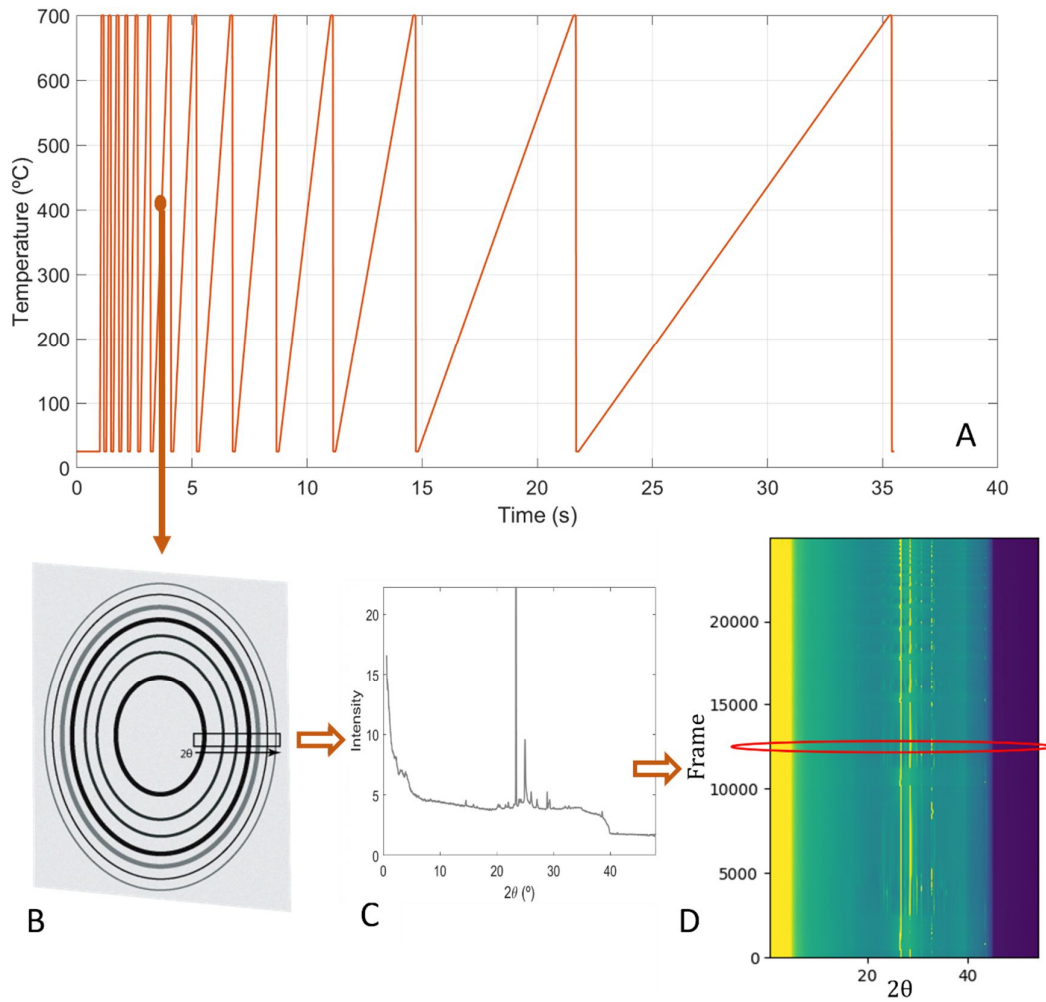 700
600
500
400
300
200
100
0
Temperature (ºC)
0 5 10 15 20 25 30 35 40
Time (s)
A
2θ
B
20
15
10
5
0
Intensity
0 10 20 30 40
2θ (º)
C
20000
15000
10000
5000
0
Frame
20 40
2θ
D